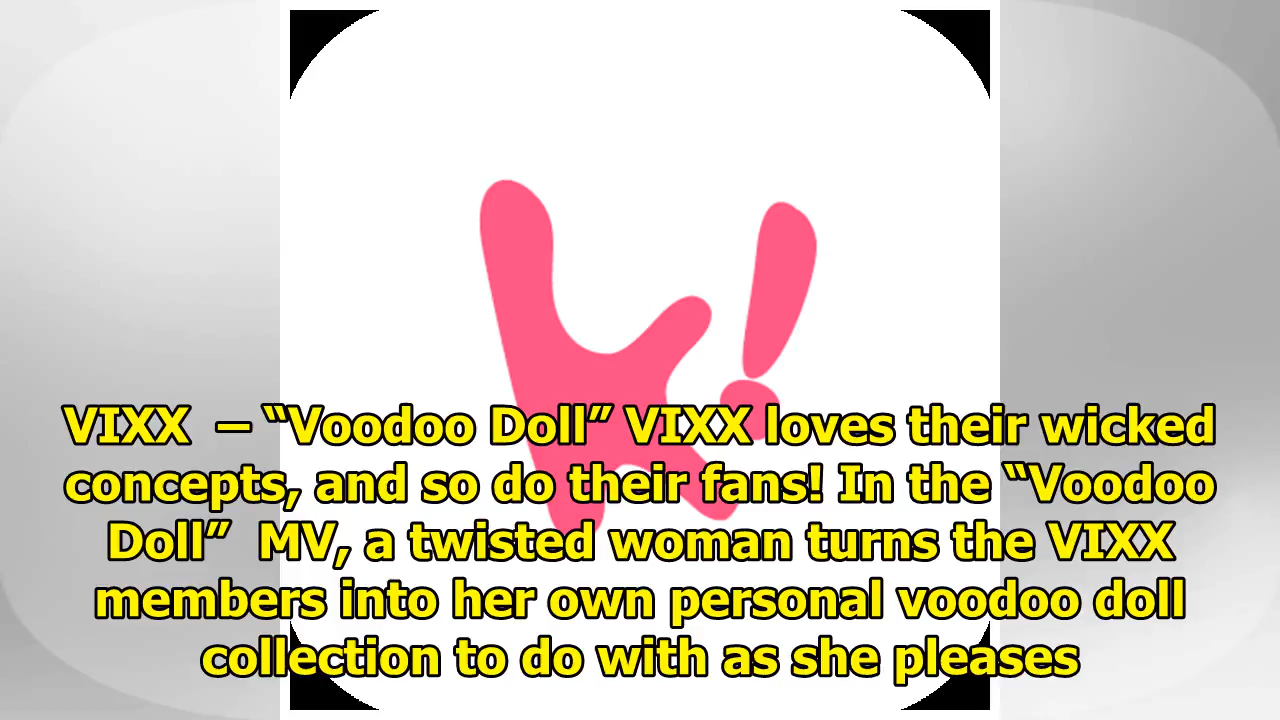 k!
VIXX – “Voodoo Doll” VIXX loves their wicked
concepts, and so do their fans! In the “Voodoo
Doll” MV, a twisted woman turns the VIXX
members into her own personal voodoo doll
collection to do with as she pleases